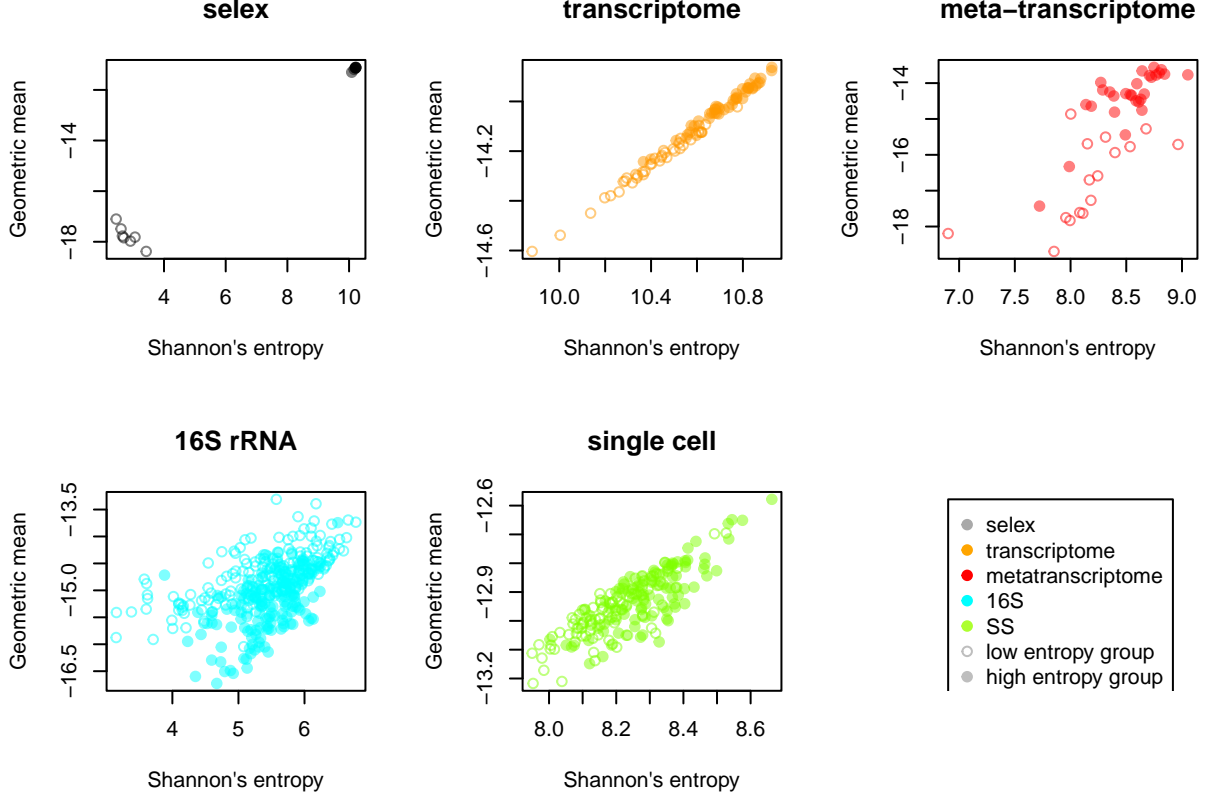 selex
transcriptome
meta−transcriptome
Geometric mean
−14
−18
4 6 8 10
Shannon's entropy
Geometric mean
−14.2
−14.6
10.0 10.4 10.8
Shannon's entropy
Geometric mean
−14
−16
−18
7.0 7.5 8.0 8.5 9.0
Shannon's entropy
16S rRNA
single cell
Geometric mean
−13.5
−15.0
−16.5
4 5 6
Shannon's entropy
Geometric mean
−12.6
−12.9
−13.2
8.0 8.2 8.4 8.6
Shannon's entropy
selex
transcriptome
metatranscriptome
16S
SS
low entropy group
high entropy group